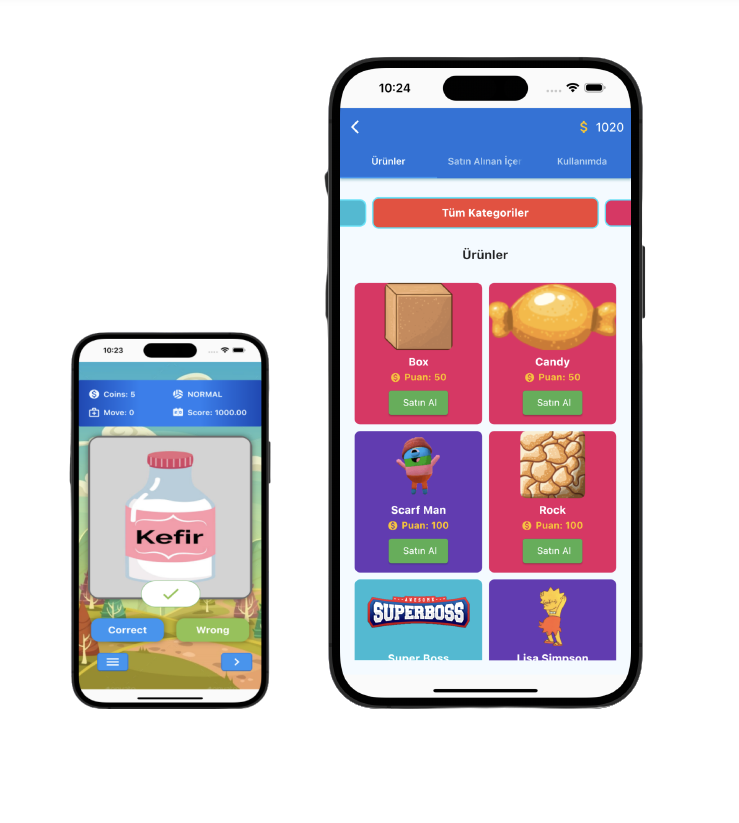 10:23
Coins: 5
NORMAL
Move: 0
Score: 1000.00
Kefir
Correct
Wrong
10:24
1020
Ürünler
Satın Alınan İçer
Kullanımda
Tüm Kategoriler
Ürünler
Box
Puan: 50
Satın Al
Candy
Puan: 50
Satın Al
Scarf Man
Puan: 100
Satın Al
Rock
Puan: 100
Satın Al
AWESOME
SUPERBOSS
Super Boss
Lisa Simpson